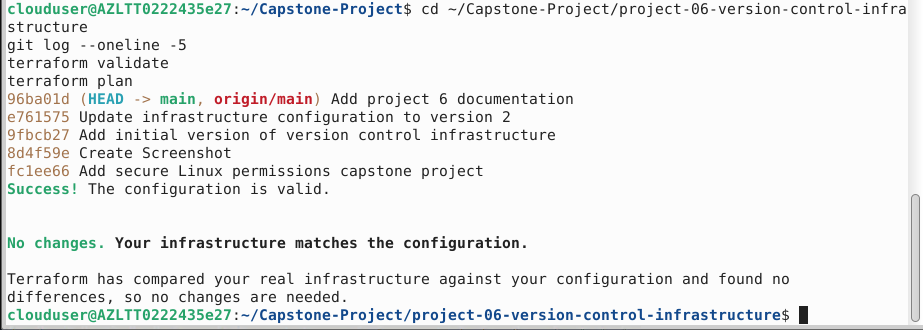 clouduser@AZLTT0222435e27:~/Capstone-Project$ cd ~/Capstone-Project/project-06-version-control-infra
structure
git log --oneline -5
terraform validate
terraform plan
96ba01d (HEAD -> main, origin/main) Add project 6 documentation
e761575 Update infrastructure configuration to version 2
9fbcb27 Add initial version of version control infrastructure
8d4f59e Create Screenshot
fc1ee66 Add secure Linux permissions capstone project
Success! The configuration is valid.
No changes. Your infrastructure matches the configuration.
Terraform has compared your real infrastructure against your configuration and found no
differences, so no changes are needed.
clouduser@AZLTT0222435e27:~/Capstone-Project/project-06-version-control-infrastructure$